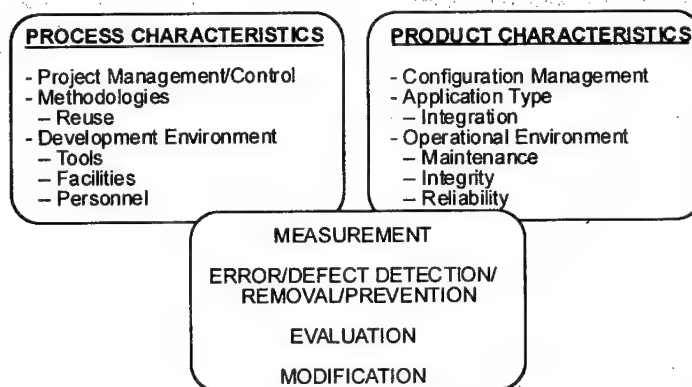 PROCESS CHARACTERISTICS
- Project Management/Control
- Methodologies
– Reuse
- Development Environment
– Tools
– Facilities
– Personnel
PRODUCT CHARACTERISTICS
- Configuration Management
- Application Type
– Integration
- Operational Environment
– Maintenance
– Integrity
– Reliability
MEASUREMENT
ERROR/DEFECT DETECTION/
REMOVAL/PREVENTION
EVALUATION
MODIFICATION